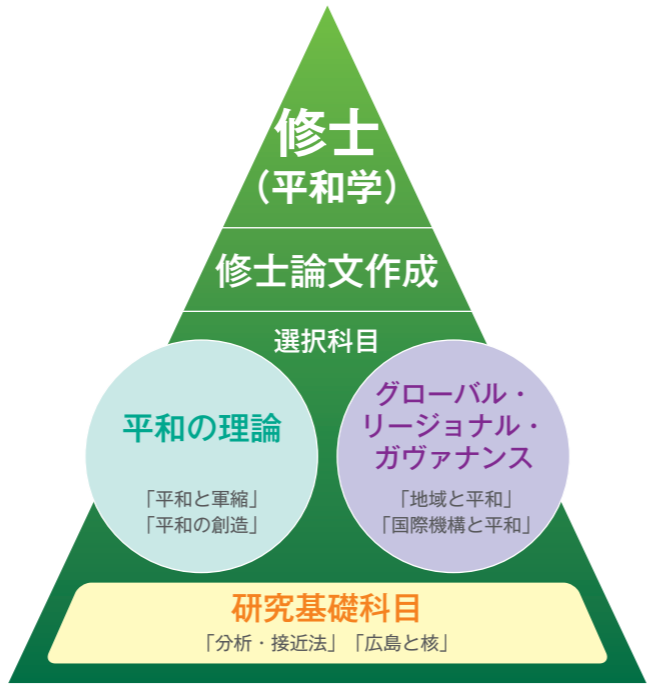 修士
（平和学）
修士論文作成
選択科目
平和の理論
「平和と軍縮」
「平和の創造」
グローバル・
リージョナル・
ガヴァナンス
「地域と平和」
「国際機構と平和」
研究基礎科目
「分析・接近法」「広島と核」